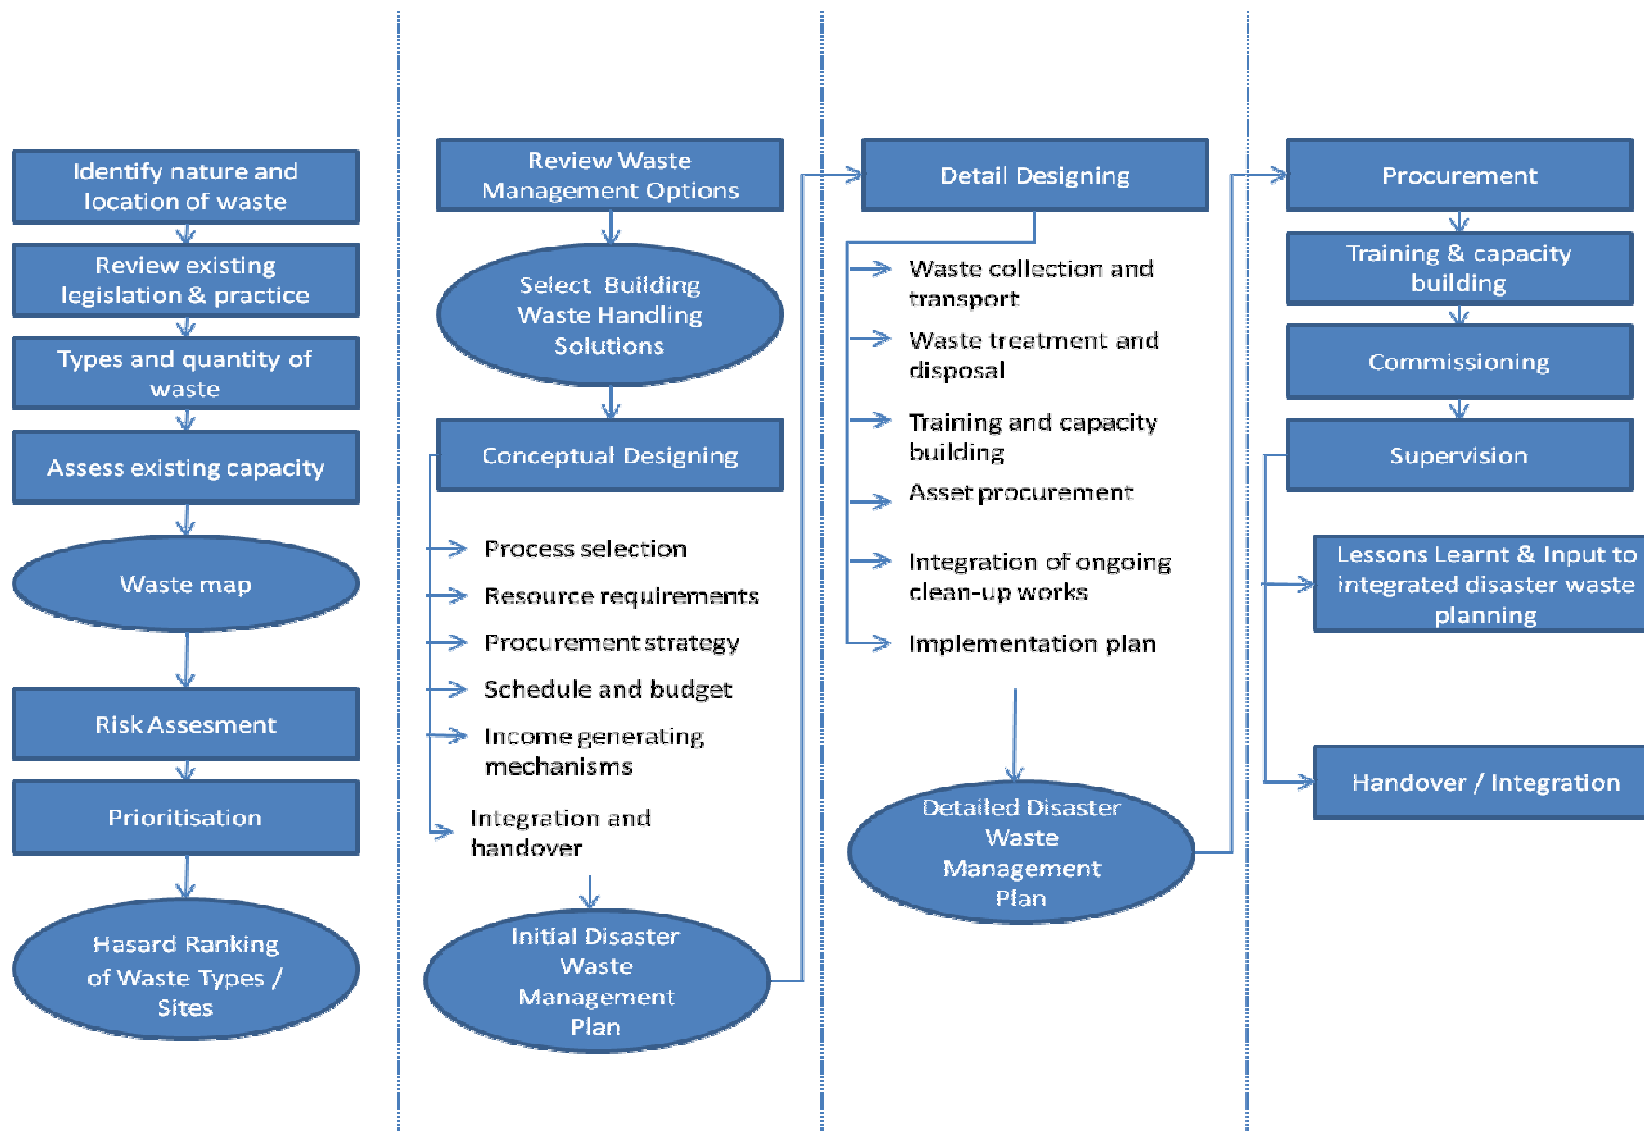 Identify nature and
location of waste
Review existing
legislation & practice
Types and quantity of
waste
Assess existing capacity
Waste map
Risk Assesment
Prioritisation
Hasard Ranking
of Waste Types /
Sites
Review Waste
Management Options
Select Building
Waste Handling
Solutions
Conceptual Designing
Process selection
Resource requirements
Procurement strategy
Schedule and budget
Income generating
mechanisms
Integration and
handover
Initial Disaster
Waste
Management
Plan
Detail Designing
Waste collection and
transport
Waste treatment and
disposal
Training and capacity
building
Asset procurement
Integration of ongoing
clean-up works
Implementation plan
Detailed Disaster
Waste
Management
Plan
Procurement
Training & capacity
building
Commissioning
Supervision
Lessons Learnt & Input to
integrated disaster waste
planning
Handover / Integration